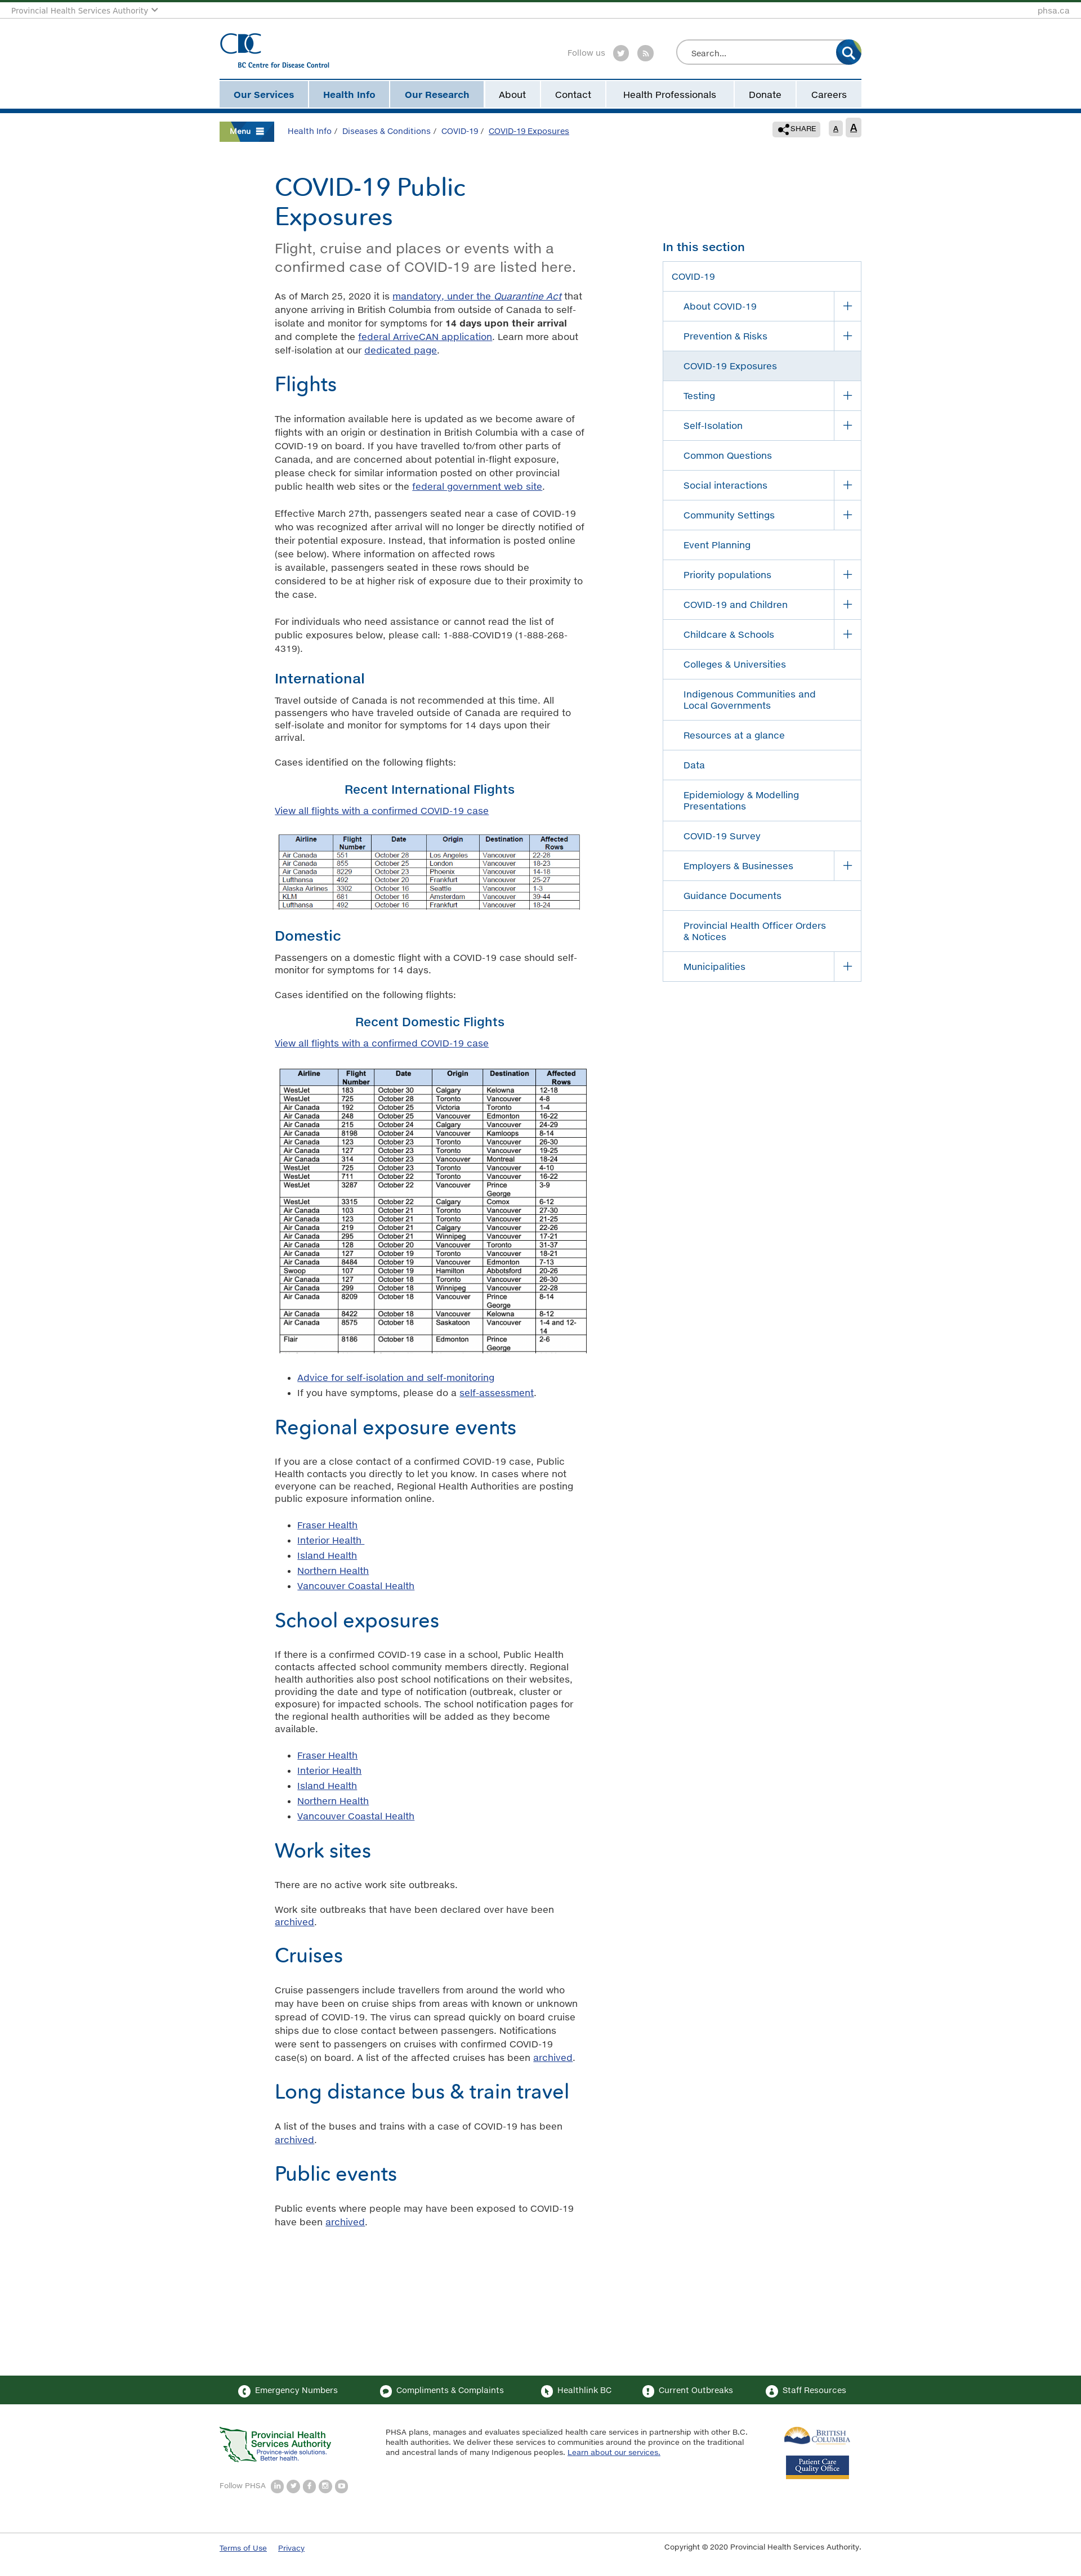 Provincial Health Services Authority
phsa.ca
BC Centre for Disease Control
Follow us
Search...
Our Services Health Info Our Research About Contact Health Professionals Donate Careers
Menu
Health Info / Diseases & Conditions / COVID-19 / COVID-19 Exposures
SHARE A A
COVID-19 Public
Exposures
Flight, cruise and places or events with a
confirmed case of COVID-19 are listed here.
As of March 25, 2020 it is mandatory, under the Quarantine Act that
anyone arriving in British Columbia from outside of Canada to self-
isolate and monitor for symptoms for 14 days upon their arrival
and complete the federal ArriveCAN application. Learn more about
self-isolation at our dedicated page.
Flights
The information available here is updated as we become aware of
flights with an origin or destination in British Columbia with a case of
COVID-19 on board. If you have travelled to/from other parts of
Canada, and are concerned about potential in-flight exposure,
please check for similar information posted on other provincial
public health web sites or the federal government web site.
Effective March 27th, passengers seated near a case of COVID-19
who was recognized after arrival will no longer be directly notified of
their potential exposure. Instead, that information is posted online
(see below). Where information on affected rows
is available, passengers seated in these rows should be
considered to be at higher risk of exposure due to their proximity to
the case.
For individuals who need assistance or cannot read the list of
public exposures below, please call: 1-888-COVID19 (1-888-268-
4319).
International
Travel outside of Canada is not recommended at this time. All
passengers who have traveled outside of Canada are required to
self-isolate and monitor for symptoms for 14 days upon their
arrival.
Cases identified on the following flights:
Recent International Flights
View all flights with a confirmed COVID-19 case
Airline Flight Number Date Origin Destination Affected Rows
Air Canada 551 October 28 Los Angeles Vancouver 22-28
Air Canada 855 October 25 London Vancouver 18-23
Air Canada 8229 October 23 Phoenix Vancouver 14-18
Lufthansa 492 October 20 Frankfurt Vancouver 25-27
Alaska Airlines 3302 October 16 Seattle Vancouver 1-3
KLM 681 October 16 Amsterdam Vancouver 39-44
Lufthansa 492 October 16 Frankfurt Vancouver 18-24
Domestic
Passengers on a domestic flight with a COVID-19 case should self-
monitor for symptoms for 14 days.
Cases identified on the following flights:
Recent Domestic Flights
View all flights with a confirmed COVID-19 case
Airline Flight Number Date Origin Destination Affected Rows
WestJet 183 October 30 Calgary Kelowna 12-18
WestJet 725 October 28 Toronto Vancouver 4-8
Air Canada 192 October 25 Victoria Toronto 1-4
Air Canada 248 October 25 Vancouver Edmonton 16-22
Air Canada 215 October 24 Calgary Vancouver 24-29
Air Canada 8198 October 24 Vancouver Kamloops 8-14
Air Canada 123 October 23 Toronto Vancouver 26-30
Air Canada 127 October 23 Toronto Vancouver 19-25
Air Canada 314 October 23 Vancouver Montreal 18-24
WestJet 725 October 23 Toronto Vancouver 4-10
WestJet 711 October 22 Toronto Vancouver 16-22
WestJet 3287 October 22 Vancouver Prince George 3-9
WestJet 3315 October 22 Calgary Comox 6-12
Air Canada 103 October 21 Toronto Vancouver 27-30
Air Canada 123 October 21 Toronto Vancouver 21-25
Air Canada 219 October 21 Calgary Vancouver 22-26
Air Canada 295 October 21 Winnipeg Vancouver 17-21
Air Canada 128 October 20 Vancouver Toronto 31-37
Air Canada 127 October 19 Toronto Vancouver 18-21
Air Canada 8484 October 19 Vancouver Edmonton 7-13
Swoop 107 October 19 Hamilton Abbotsford 20-26
Air Canada 127 October 18 Toronto Vancouver 26-30
Air Canada 299 October 18 Winnipeg Vancouver 22-28
Air Canada 8209 October 18 Vancouver Prince George 8-14
Air Canada 8422 October 18 Vancouver Kelowna 8-12
Air Canada 8575 October 18 Saskatoon Vancouver 1-4 and 12-14
Flair 8186 October 18 Edmonton Prince George 2-6
Advice for self-isolation and self-monitoring
If you have symptoms, please do a self-assessment.
Regional exposure events
If you are a close contact of a confirmed COVID-19 case, Public
Health contacts you directly to let you know. In cases where not
everyone can be reached, Regional Health Authorities are posting
public exposure information online.
Fraser Health
Interior Health
Island Health
Northern Health
Vancouver Coastal Health
School exposures
If there is a confirmed COVID-19 case in a school, Public Health
contacts affected school community members directly. Regional
health authorities also post school notifications on their websites,
providing the date and type of notification (outbreak, cluster or
exposure) for impacted schools. The school notification pages for
the regional health authorities will be added as they become
available.
Fraser Health
Interior Health
Island Health
Northern Health
Vancouver Coastal Health
Work sites
There are no active work site outbreaks.
Work site outbreaks that have been declared over have been
archived.
Cruises
Cruise passengers include travellers from around the world who
may have been on cruise ships from areas with known or unknown
spread of COVID-19. The virus can spread quickly on board cruise
ships due to close contact between passengers. Notifications
were sent to passengers on cruises with confirmed COVID-19
case(s) on board. A list of the affected cruises has been archived.
Long distance bus & train travel
A list of the buses and trains with a case of COVID-19 has been
archived.
Public events
Public events where people may have been exposed to COVID-19
have been archived.
In this section
COVID-19
About COVID-19
Prevention & Risks
COVID-19 Exposures
Testing
Self-Isolation
Common Questions
Social interactions
Community Settings
Event Planning
Priority populations
COVID-19 and Children
Childcare & Schools
Colleges & Universities
Indigenous Communities and
Local Governments
Resources at a glance
Data
Epidemiology & Modelling
Presentations
COVID-19 Survey
Employers & Businesses
Guidance Documents
Provincial Health Officer Orders
& Notices
Municipalities
Emergency Numbers Compliments & Complaints Healthlink BC Current Outbreaks Staff Resources
Provincial Health
Services Authority
Province-wide solutions.
Better health.
Follow PHSA
PHSA plans, manages and evaluates specialized health care services in partnership with other B.C.
health authorities. We deliver these services to communities around the province on the traditional
and ancestral lands of many Indigenous peoples. Learn about our services.
BRITISH
COLUMBIA
Patient Care
Quality Office
Terms of Use Privacy
Copyright © 2020 Provincial Health Services Authority.